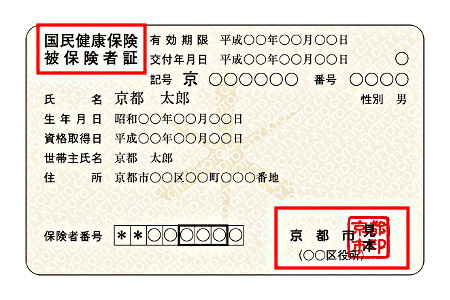 国民健康保険
被保険者証
有効期限 平成○○年○○月○○日
交付年月日 平成○○年○○月○○日 ○
記号 京 ○○○○○○ 番号 ○○○○
氏名 京都 太郎 性別 男
生年月日 昭和○○年○○月○○日
資格取得日 平成○○年○○月○○日
世帯主氏名 京都 太郎
住所 京都市○○区○○町○○○番地
保険者番号 **○○○○○○
京都市
(○○区役所)
見本
京都
市印